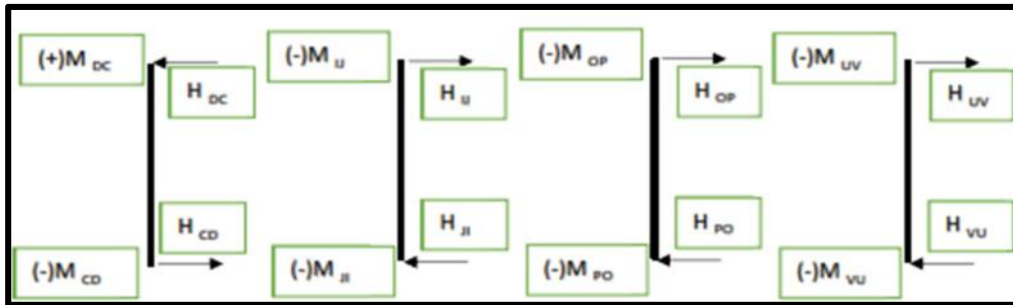 (+)M DC
(-)M IJ
(-)M OP
(-)M UV
H DC
H IJ
H OP
H UV
H CD
H JI
H PO
H VU
(-)M CD
(-)M JI
(-)M PO
(-)M VU